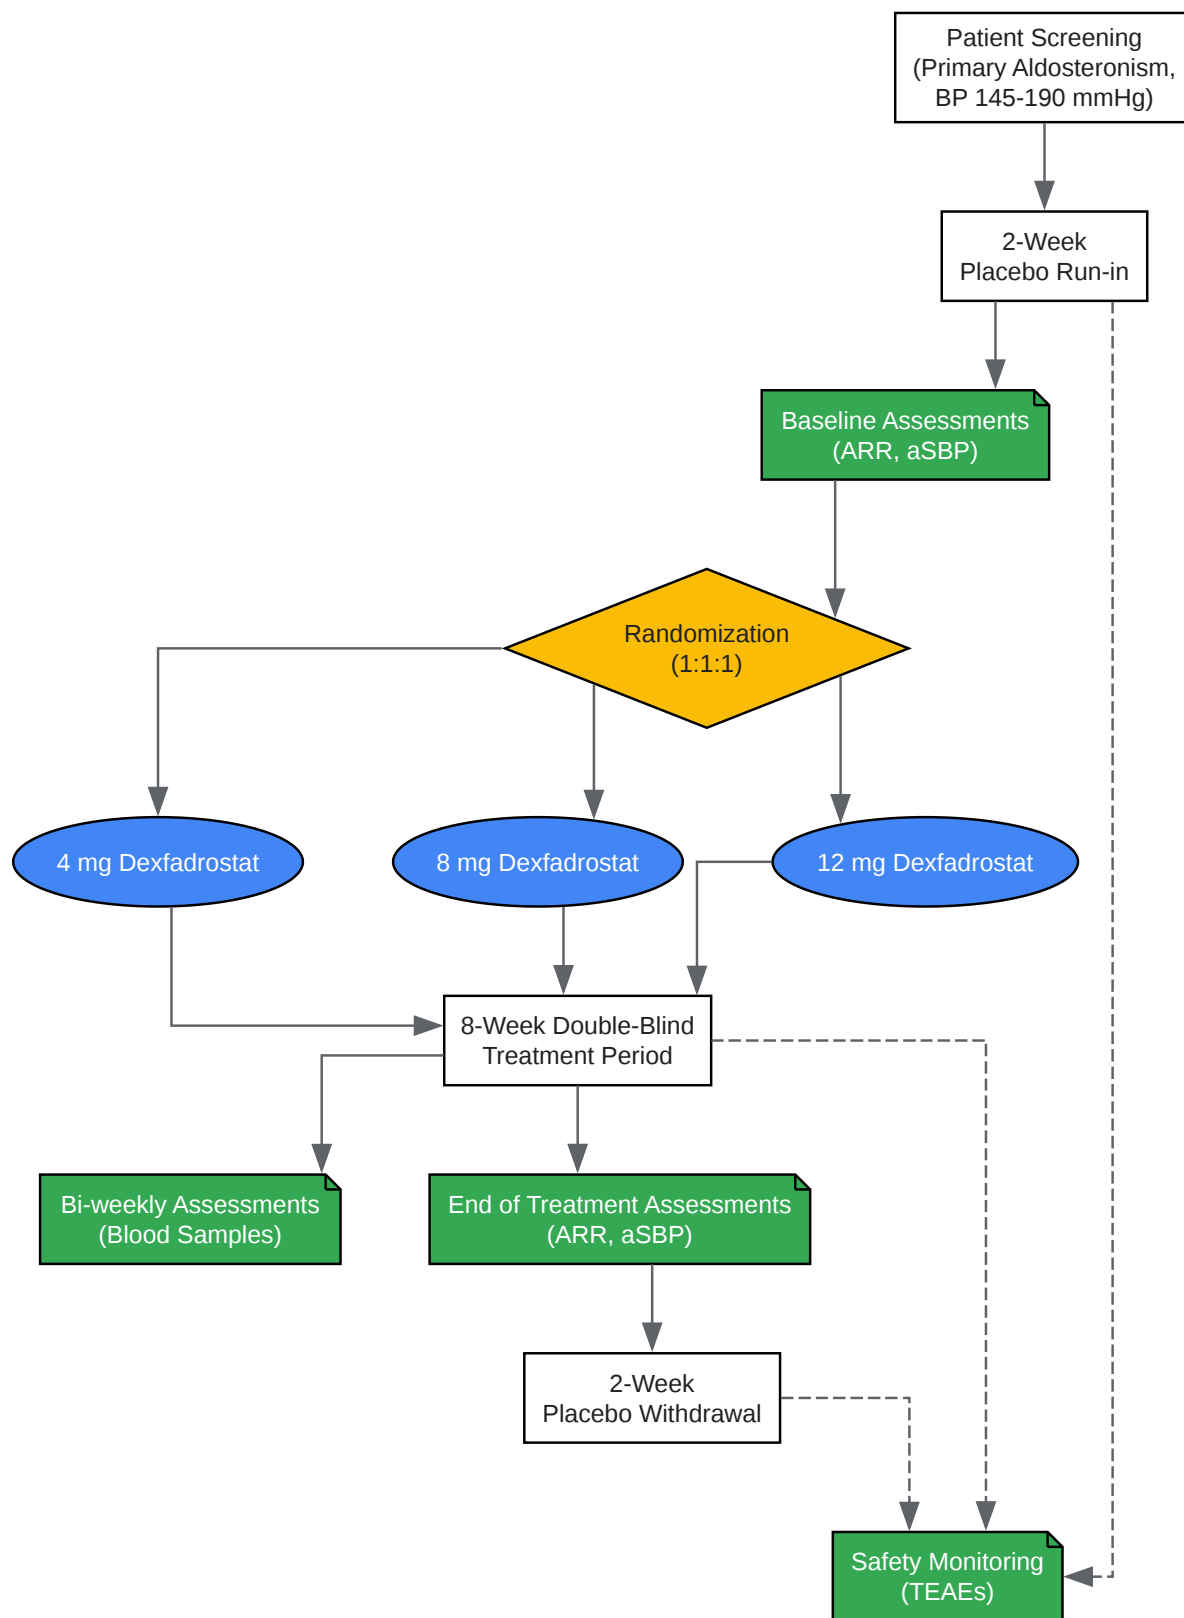 Patient Screening
(Primary Aldosteronism,
BP 145-190 mmHg)
2-Week
Placebo Run-in
Baseline Assessments
(ARR, aSBP)
Randomization
(1:1:1)
4 mg Dexfadrostat
8 mg Dexfadrostat
12 mg Dexfadrostat
8-Week Double-Blind
Treatment Period
Bi-weekly Assessments
(Blood Samples)
End of Treatment Assessments
(ARR, aSBP)
2-Week
Placebo Withdrawal
Safety Monitoring
(TEAEs)